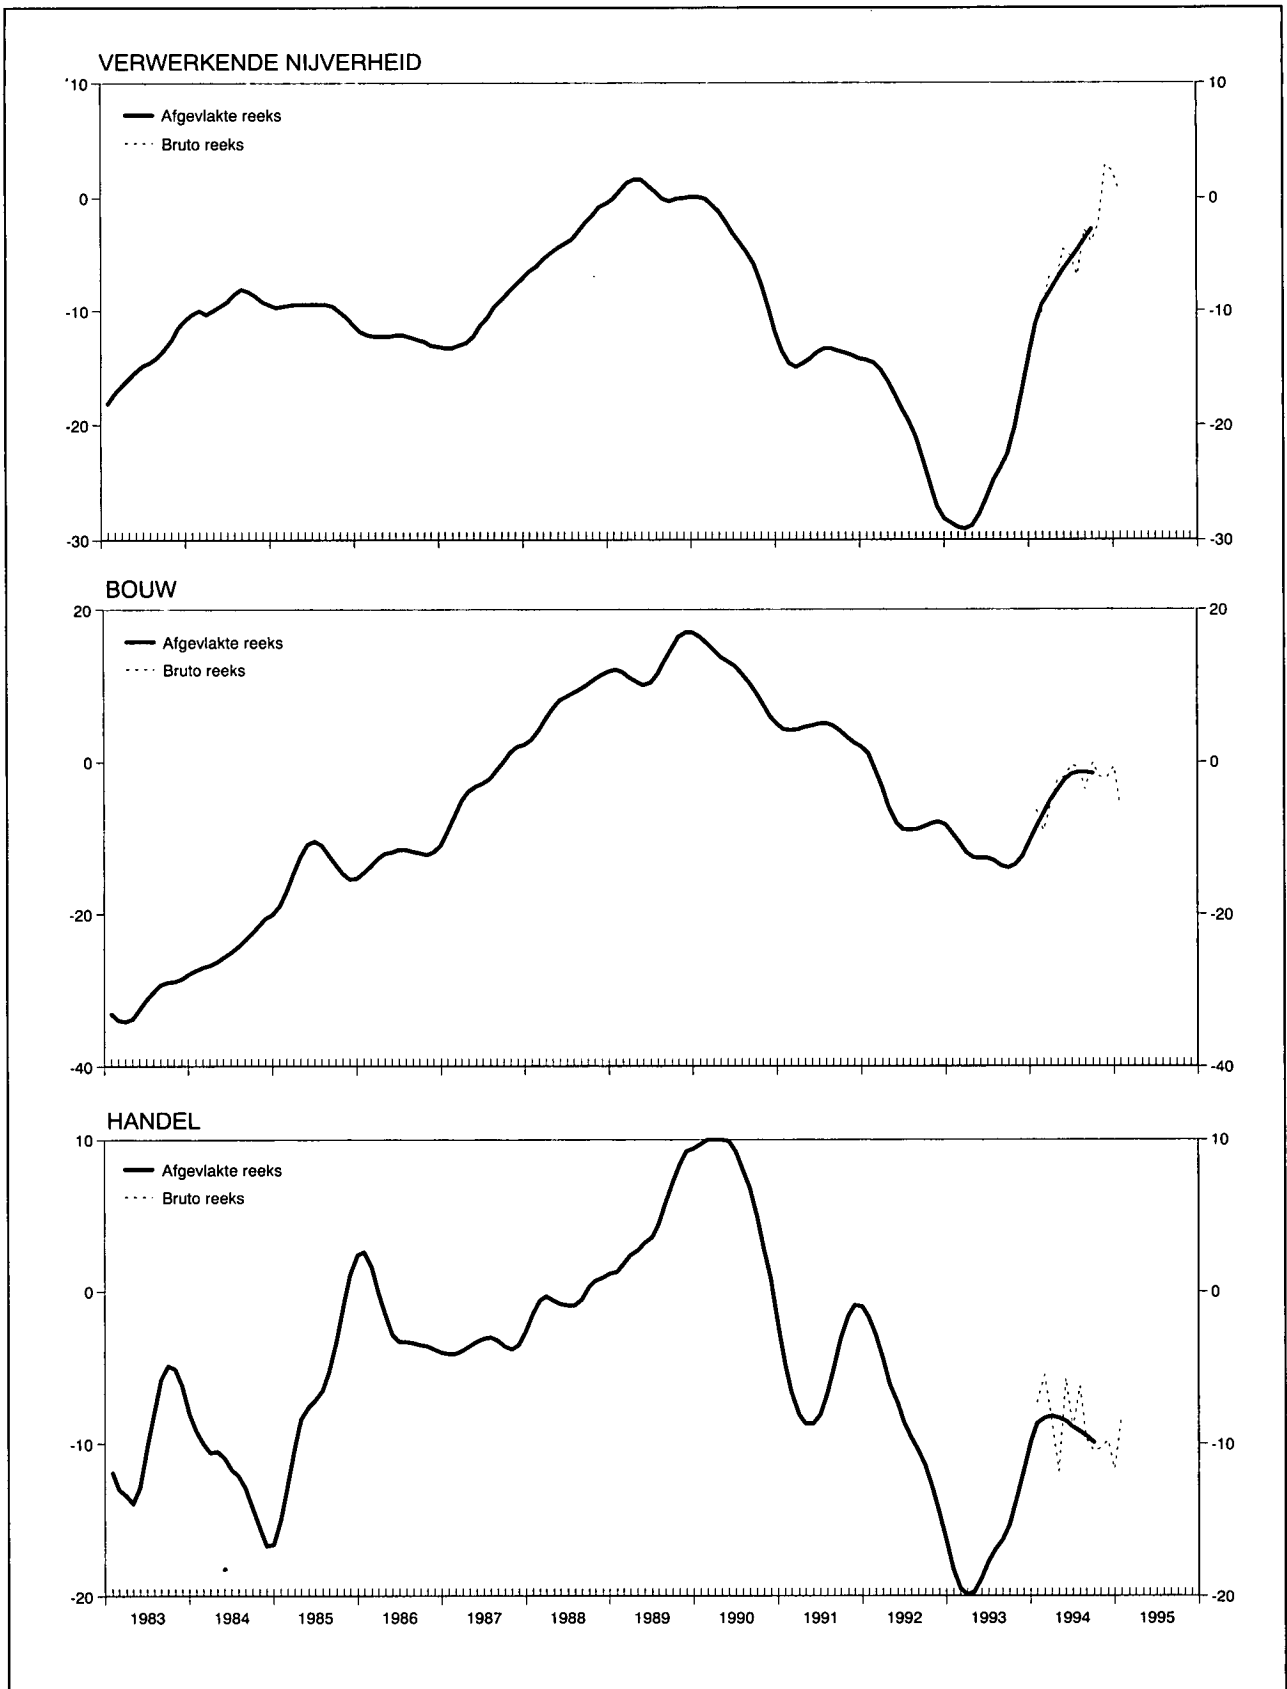 VERWERKENDE NIJVERHEID
10 10
Afgevlakte reeks
Bruto reeks
0 0
-10 -10
-20 -20
-30 -30
BOUW
20 20
Afgevlakte reeks
Bruto reeks
0 0
-20 -20
-40 -40
HANDEL
10 10
Afgevlakte reeks
Bruto reeks
0 0
-10 -10
-20 -20
1983 1984 1985 1986 1987 1988 1989 1990 1991 1992 1993 1994 1995